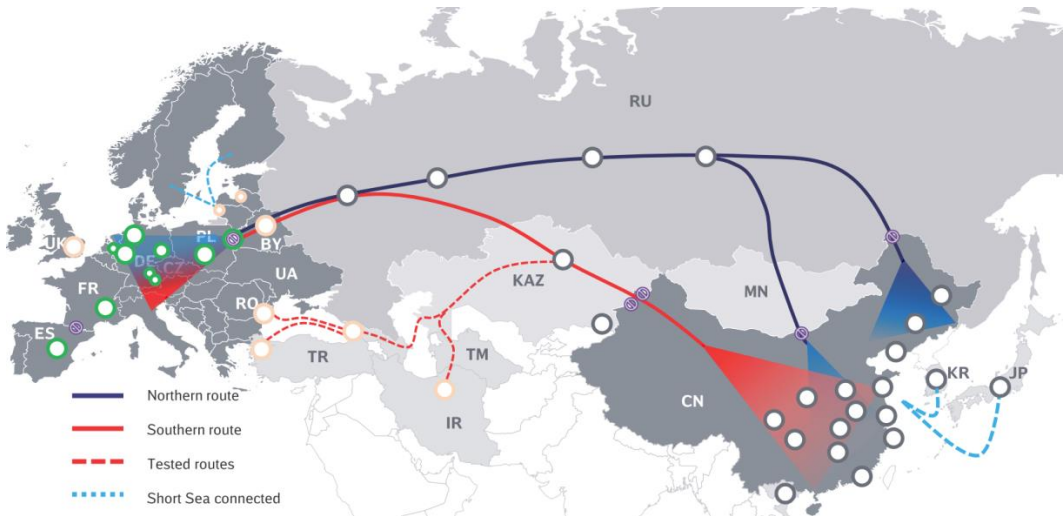 RU
UK
PL
BY
DE
CZ
UA
FR
KAZ
MN
RO
ES
TR
TM
KR
JP
CN
IR
Northern route
Southern route
Tested routes
Short Sea connected